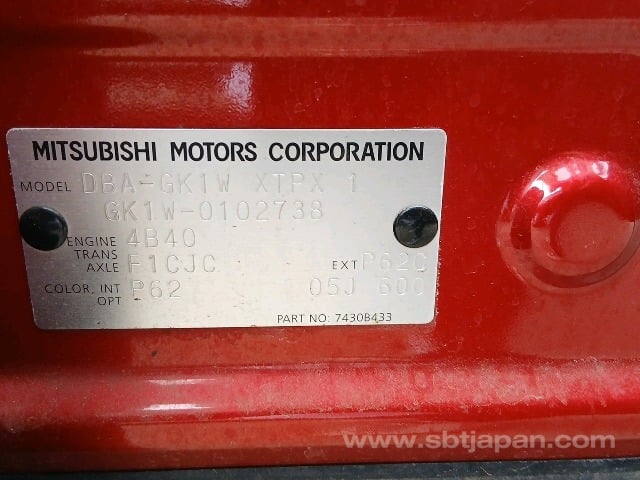 MITSUBISHI MOTORS CORPORATION
MODEL DBA-GK1W XTPX 1
GK1W-0102738
ENGINE 4B40
TRANS AXLE F1CJC EXT P62C
COLOR, INT OPT P62 05J 600
PART NO: 7430B433
www.sbtjapan.com